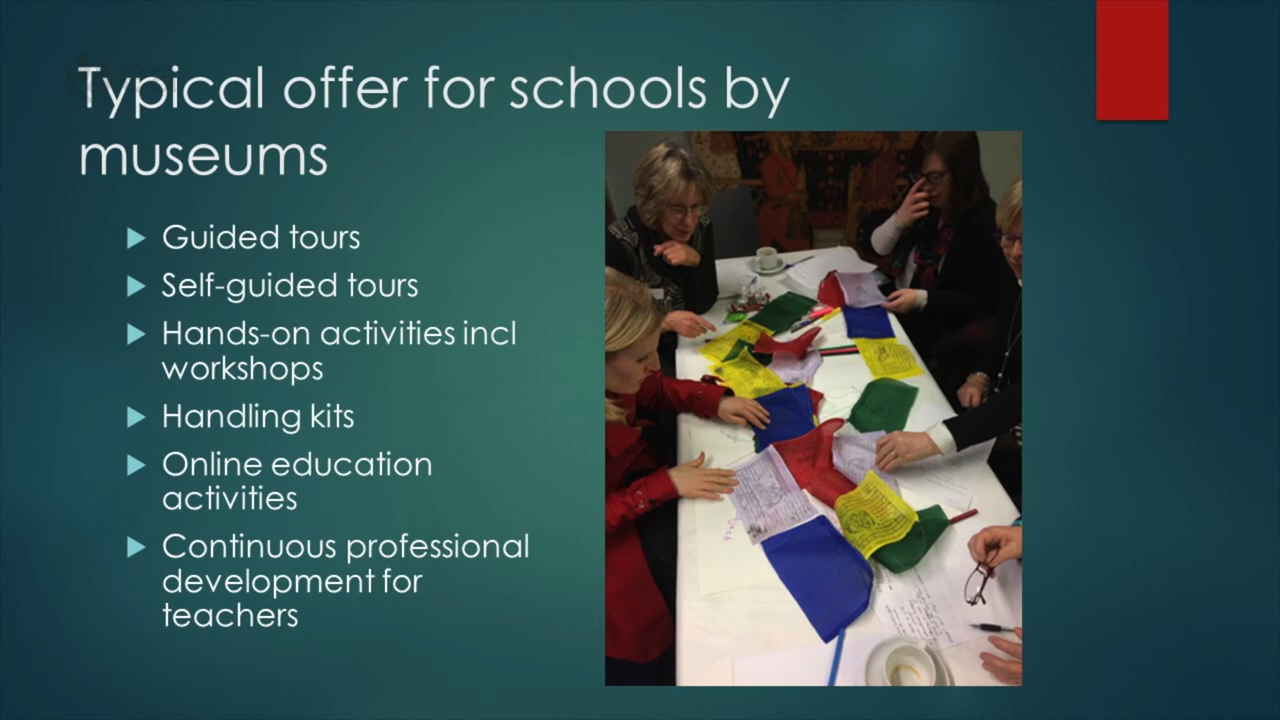 Typical offer for schools by
museums
Guided tours
Self-guided tours
Hands-on activities incl
workshops
Handling kits
Online education
activities
Continuous professional
development for
teachers